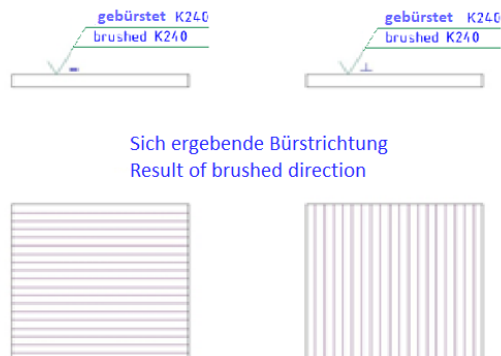 gebürstet K240
brushed K240
=
gebürstet K240
brushed K240
⊥
Sich ergebende Bürstrichtung
Result of brushed direction